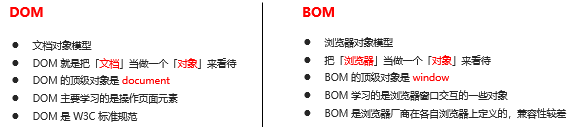 DOM
文档对象模型
DOM 就是把「文档」当做一个「对象」来看待
DOM 的顶级对象是 document
DOM 主要学习的是操作页面元素
DOM 是 W3C 标准规范
BOM
浏览器对象模型
把「浏览器」当做一个「对象」来看待
BOM 的顶级对象是 window
BOM 学习的是浏览器窗口交互的一些对象
BOM 是浏览器厂商在各自浏览器上定义的，兼容性较差